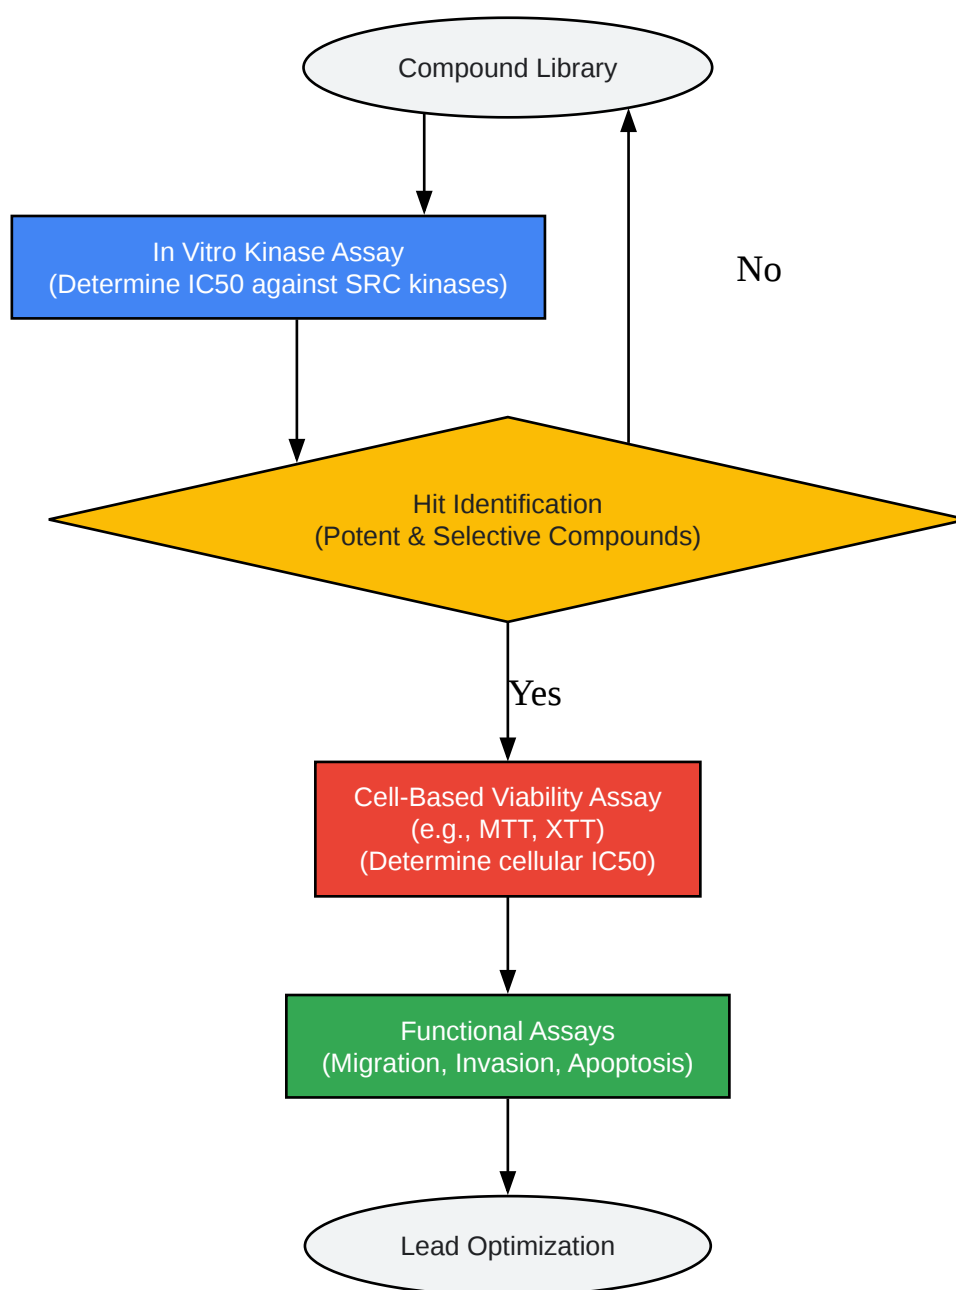 Compound Library
In Vitro Kinase Assay
(Determine IC50 against SRC kinases)
No
Hit Identification
(Potent & Selective Compounds)
Yes
Cell-Based Viability Assay
(e.g., MTT, XTT)
(Determine cellular IC50)
Functional Assays
(Migration, Invasion, Apoptosis)
Lead Optimization